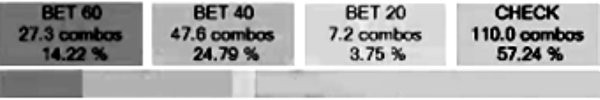 BET 60 BET 40 BET 20 CHECK
27.3 combos 47.6 combos 7.2 combos 110.0 combos
14.22 % 24.79 % 3.75 % 57.24 %